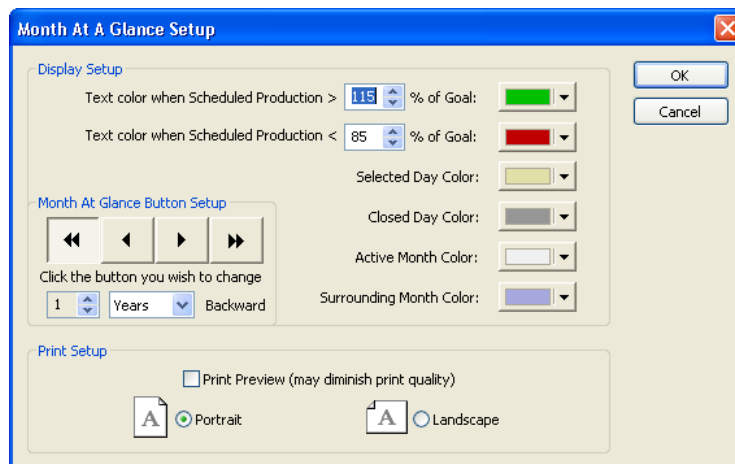 Month At A Glance Setup
Display Setup
Text color when Scheduled Production > 115 % of Goal:
OK
Text color when Scheduled Production < 85 % of Goal:
Cancel
Selected Day Color:
Month At Glance Button Setup
Closed Day Color:
Click the button you wish to change
Active Month Color:
1 Years Backward
Surrounding Month Color:
Print Setup
Print Preview (may diminish print quality)
A Portrait
A Landscape